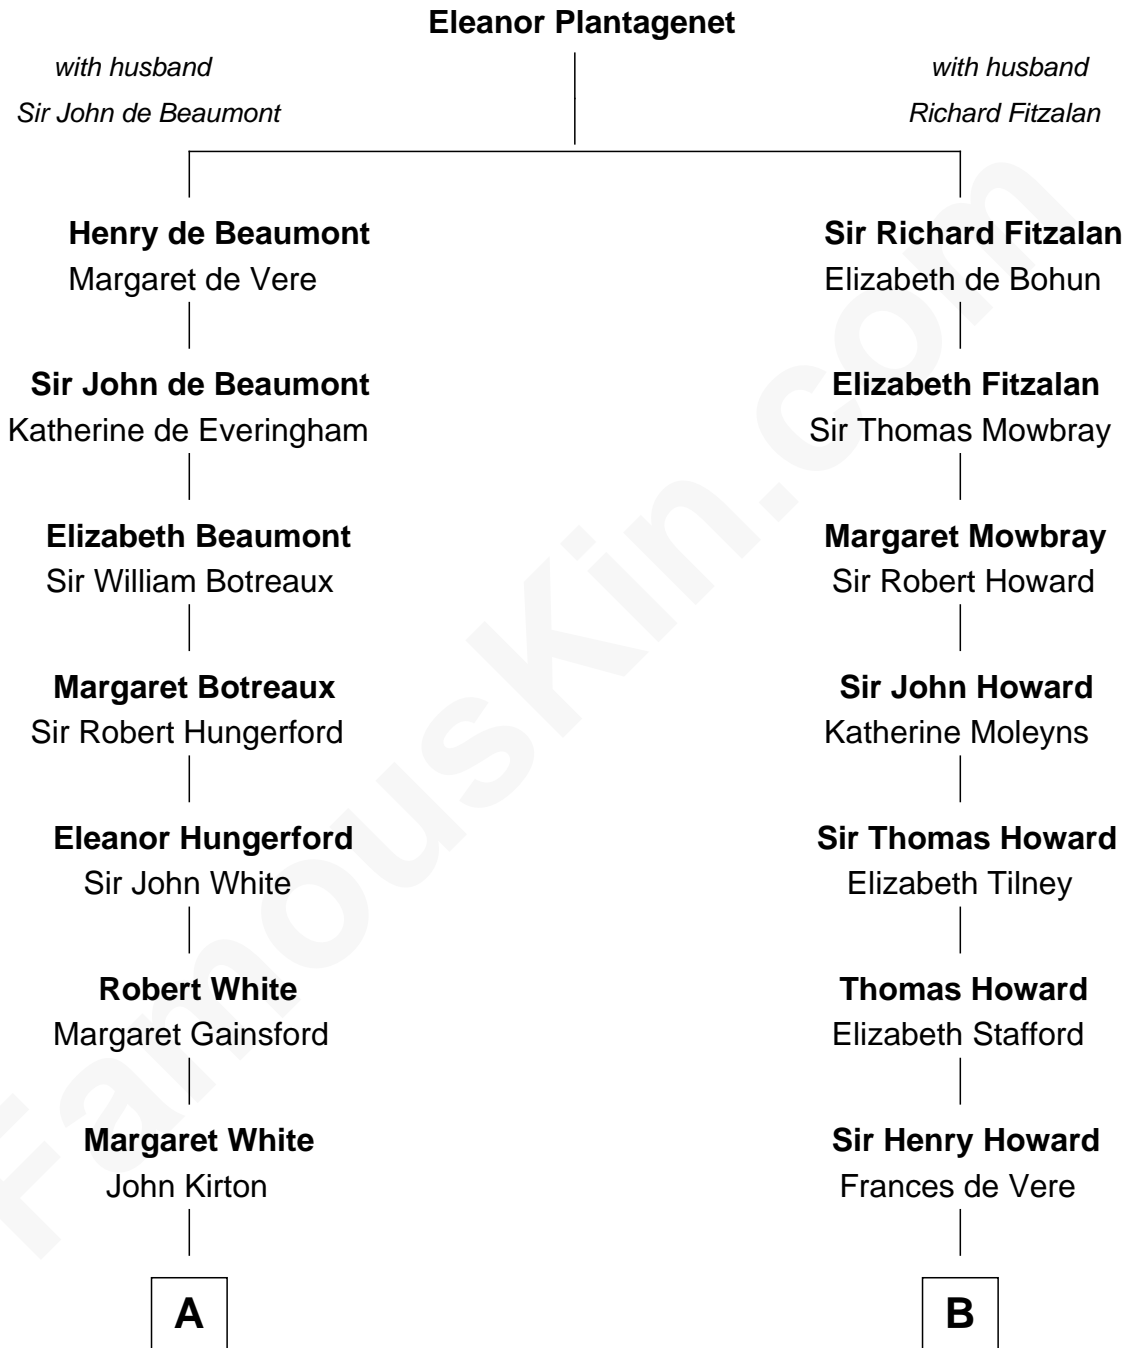 Eleanor Plantagenet
with husband
Sir John de Beaumont
with husband
Richard Fitzalan
Henry de Beaumont
Margaret de Vere
Sir John de Beaumont
Katherine de Everingham
Elizabeth Beaumont
Sir William Botreaux
Margaret Botreaux
Sir Robert Hungerford
Eleanor Hungerford
Sir John White
Robert White
Margaret Gainsford
Margaret White
John Kirton
A
Sir Richard Fitzalan
Elizabeth de Bohun
Elizabeth Fitzalan
Sir Thomas Mowbray
Margaret Mowbray
Sir Robert Howard
Sir John Howard
Katherine Moleyns
Sir Thomas Howard
Elizabeth Tilney
Thomas Howard
Elizabeth Stafford
Sir Henry Howard
Frances de Vere
B
FamousKin.com